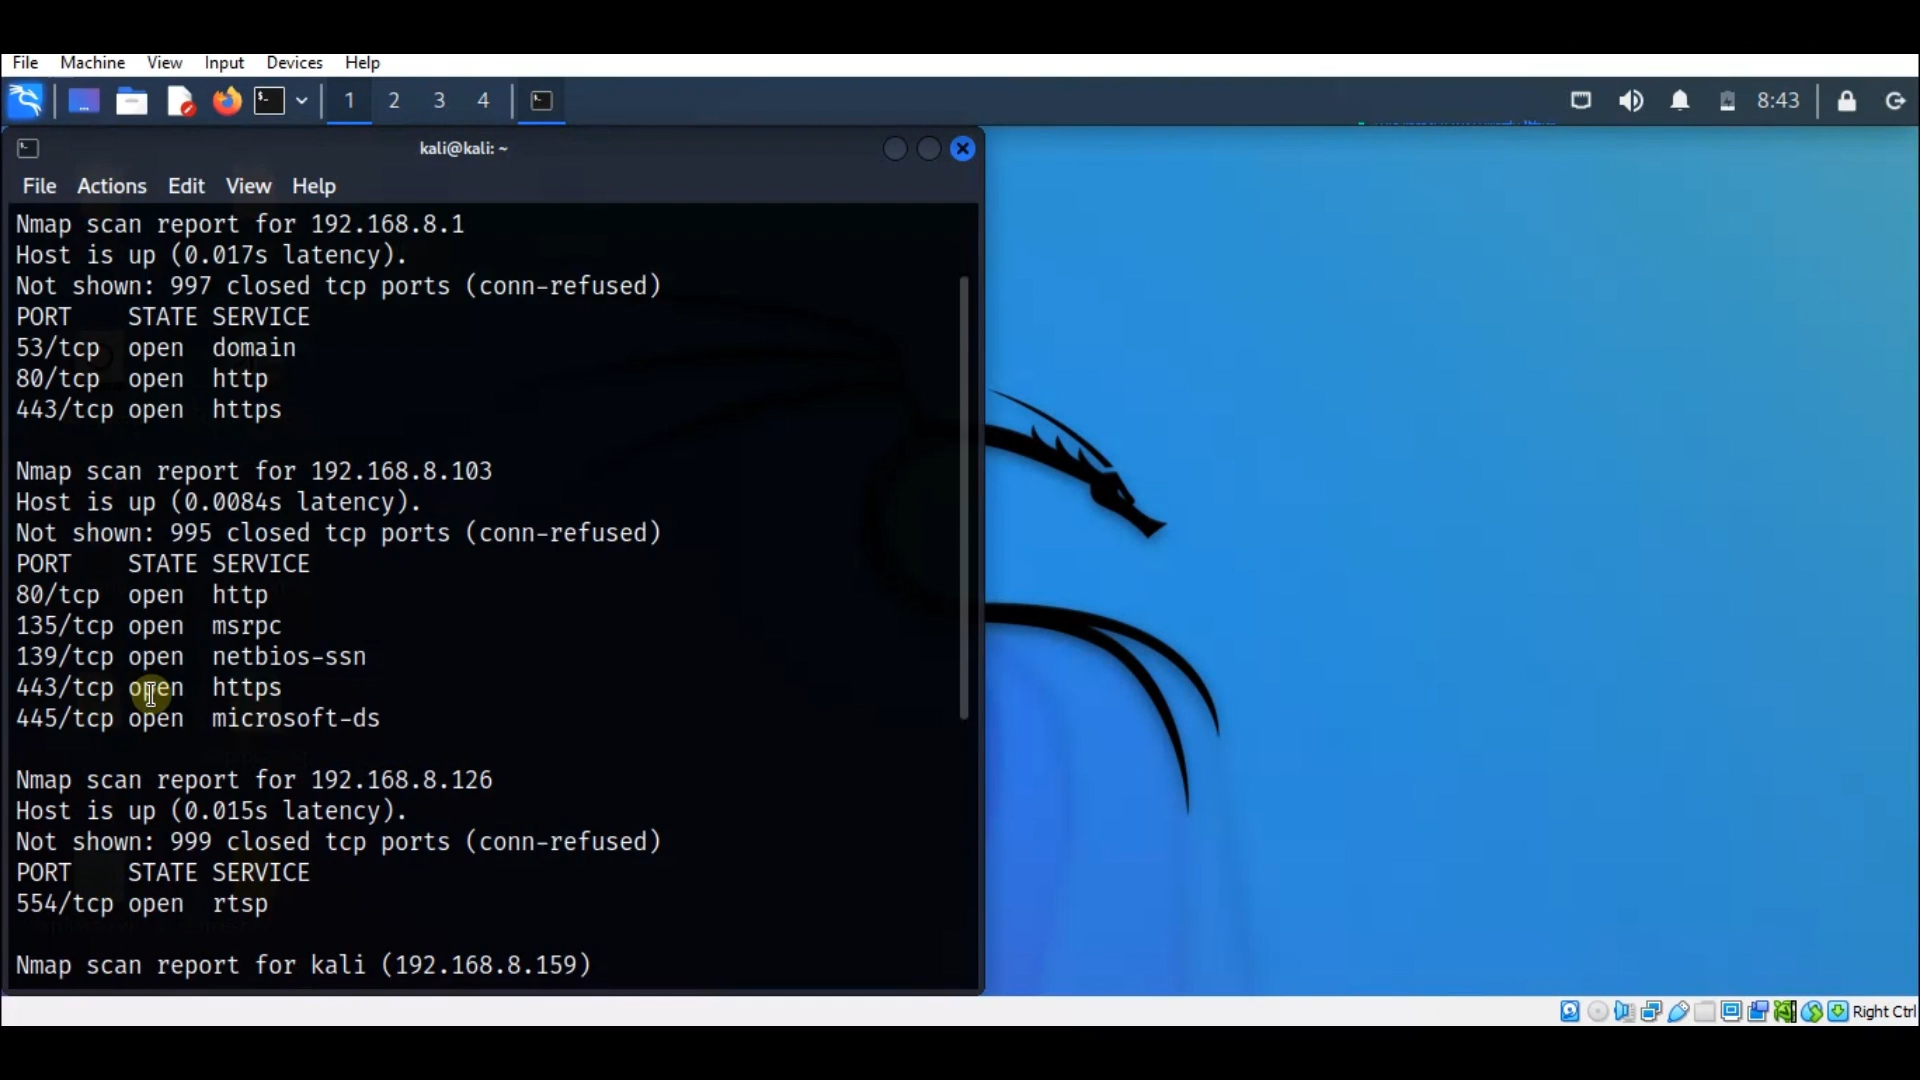 File Machine View Input Devices Help
1 2 3 4 8:43
kali@kali: ~
File Actions Edit View Help
Nmap scan report for 192.168.8.1
Host is up (0.017s latency).
Not shown: 997 closed tcp ports (conn-refused)
PORT STATE SERVICE
53/tcp open domain
80/tcp open http
443/tcp open https
Nmap scan report for 192.168.8.103
Host is up (0.0084s latency).
Not shown: 995 closed tcp ports (conn-refused)
PORT STATE SERVICE
80/tcp open http
135/tcp open msrpc
139/tcp open netbios-ssn
443/tcp open https
445/tcp open microsoft-ds
Nmap scan report for 192.168.8.126
Host is up (0.015s latency).
Not shown: 999 closed tcp ports (conn-refused)
PORT STATE SERVICE
554/tcp open rtsp
Nmap scan report for kali (192.168.8.159)
Right Ctrl